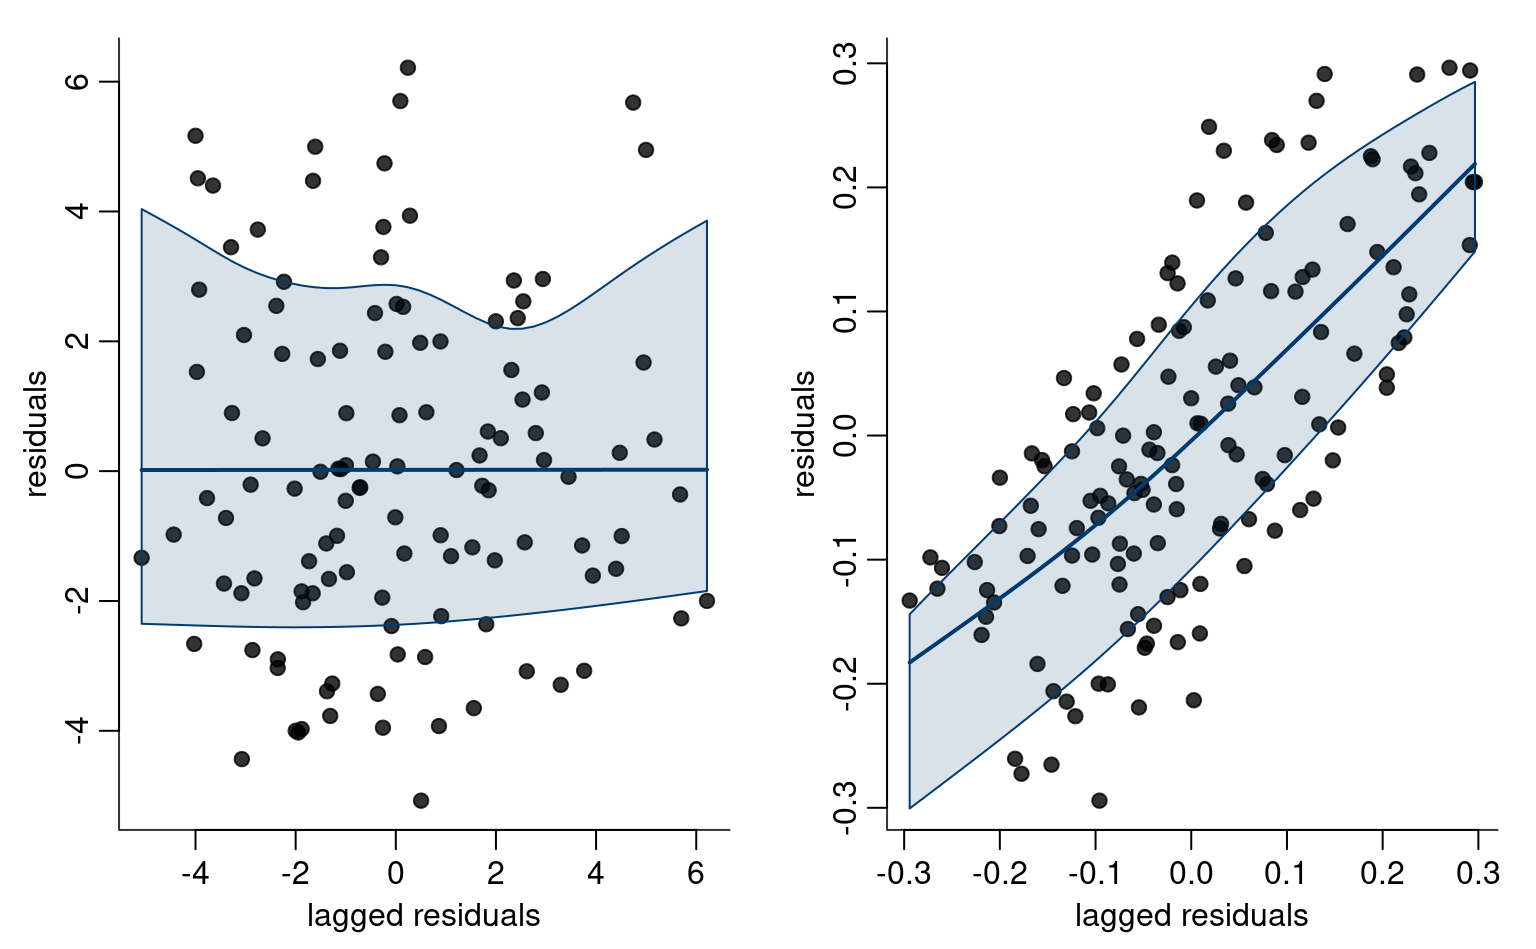 6
4
2
0
-2
-4
residuals
-4 -2 0 2 4 6
lagged residuals
0.3
0.2
0.1
0.0
-0.1
-0.2
-0.3
residuals
-0.3 -0.2 -0.1 0.0 0.1 0.2 0.3
lagged residuals